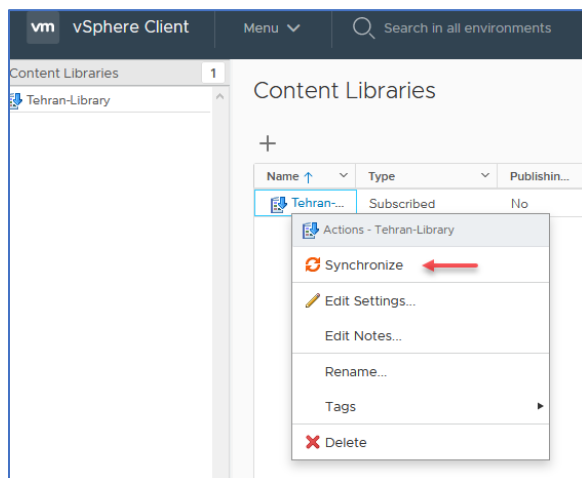 vm vSphere Client Menu Search in all environments
Content Libraries 1
Tehran-Library
Content Libraries
Name Type Publishin...
Tehran-... Subscribed No
Actions - Tehran-Library
Synchronize
Edit Settings...
Edit Notes...
Rename...
Tags
Delete